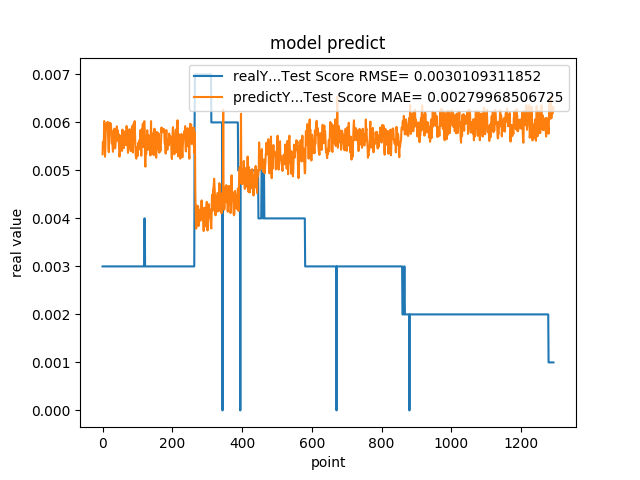 model predict
realY...Test Score RMSE= 0.0030109311852
predictY...Test Score MAE= 0.00279968506725
0.007
0.006
0.005
0.004
0.003
0.002
0.001
0.000
real value
0 200 400 600 800 1000 1200
point